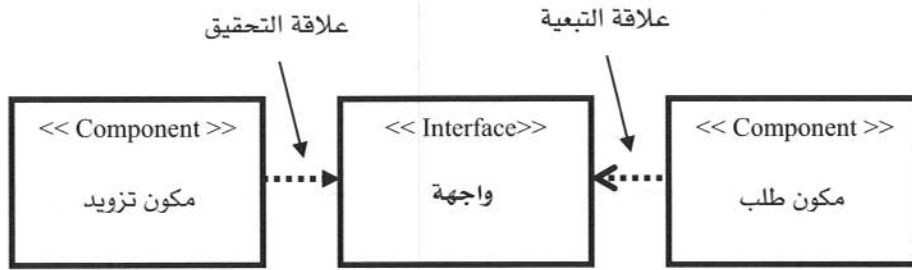 علاقة التبعية
علاقة التحقيق
<< Component >>
<< Interface>>
<< Component >>
مكون طلب
واجهة
مكون تزويد